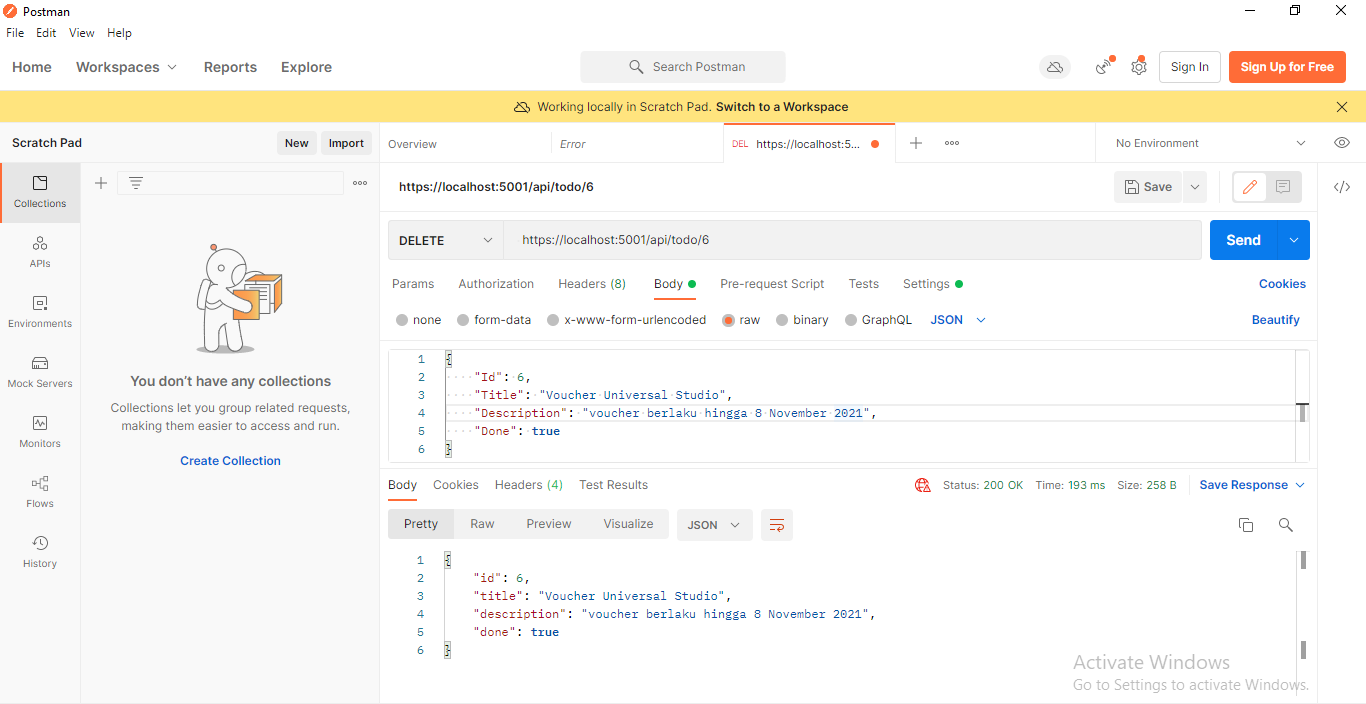 Postman
File Edit View Help
Home Workspaces Reports Explore Search Postman Sign In Sign Up for Free
Working locally in Scratch Pad. Switch to a Workspace
Scratch Pad New Import Overview Error DEL https://localhost:5... No Environment
https://localhost:5001/api/todo/6 Save
Collections
DELETE https://localhost:5001/api/todo/6 Send
APIs
Params Authorization Headers (8) Body Pre-request Script Tests Settings Cookies
none form-data x-www-form-urlencoded raw binary GraphQL JSON Beautify
Environments
Mock Servers
Monitors
Flows
History
You don't have any collections
Collections let you group related requests,
making them easier to access and run.
Create Collection
1 {
2 "Id": 6,
3 "Title": "Voucher Universal Studio",
4 "Description": "voucher berlaku hingga 8 November 2021",
5 "Done": true
6 }
Body Cookies Headers (4) Test Results Status: 200 OK Time: 193 ms Size: 258 B Save Response
Pretty Raw Preview Visualize JSON
1 {
2 "id": 6,
3 "title": "Voucher Universal Studio",
4 "description": "voucher berlaku hingga 8 November 2021",
5 "done": true
6 }
Activate Windows
Go to Settings to activate Windows.